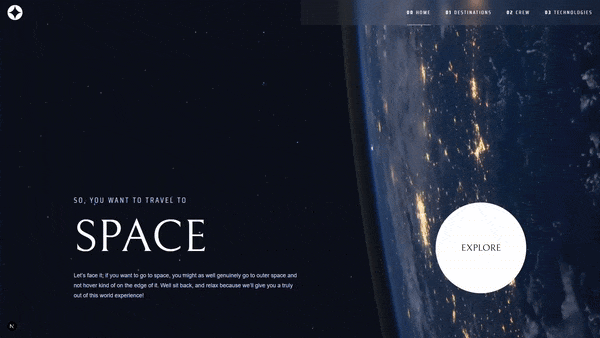 00 HOME
01 DESTINATIONS
02 CREW
03 TECHNOLOGIES
SO, YOU WANT TO TRAVEL TO
SPACE
Let's face it; if you want to go to space, you might as well genuinely go to outer space and
not hover kind of on the edge of it. Well sit back, and relax because we'll give you a truly
out of this world experience!
EXPLORE
N